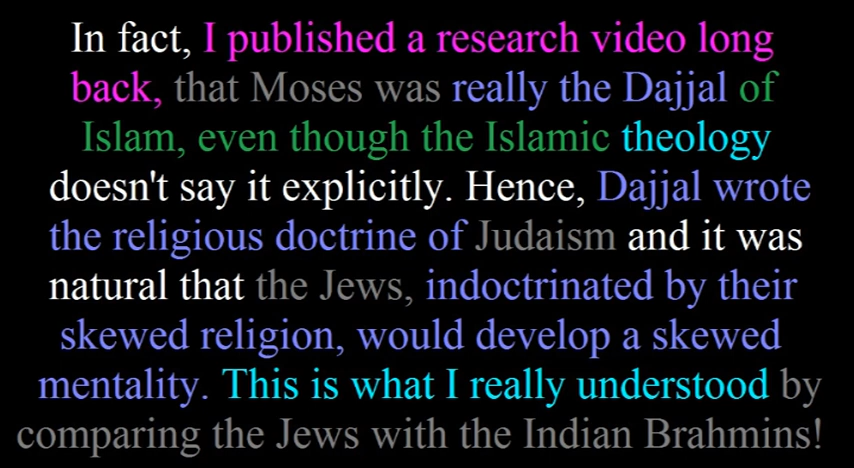 In fact, I published a research video long
back, that Moses was really the Dajjal of
Islam, even though the Islamic theology
doesn't say it explicitly. Hence, Dajjal wrote
the religious doctrine of Judaism and it was
natural that the Jews, indoctrinated by their
skewed religion, would develop a skewed
mentality. This is what I really understood by
comparing the Jews with the Indian Brahmins!